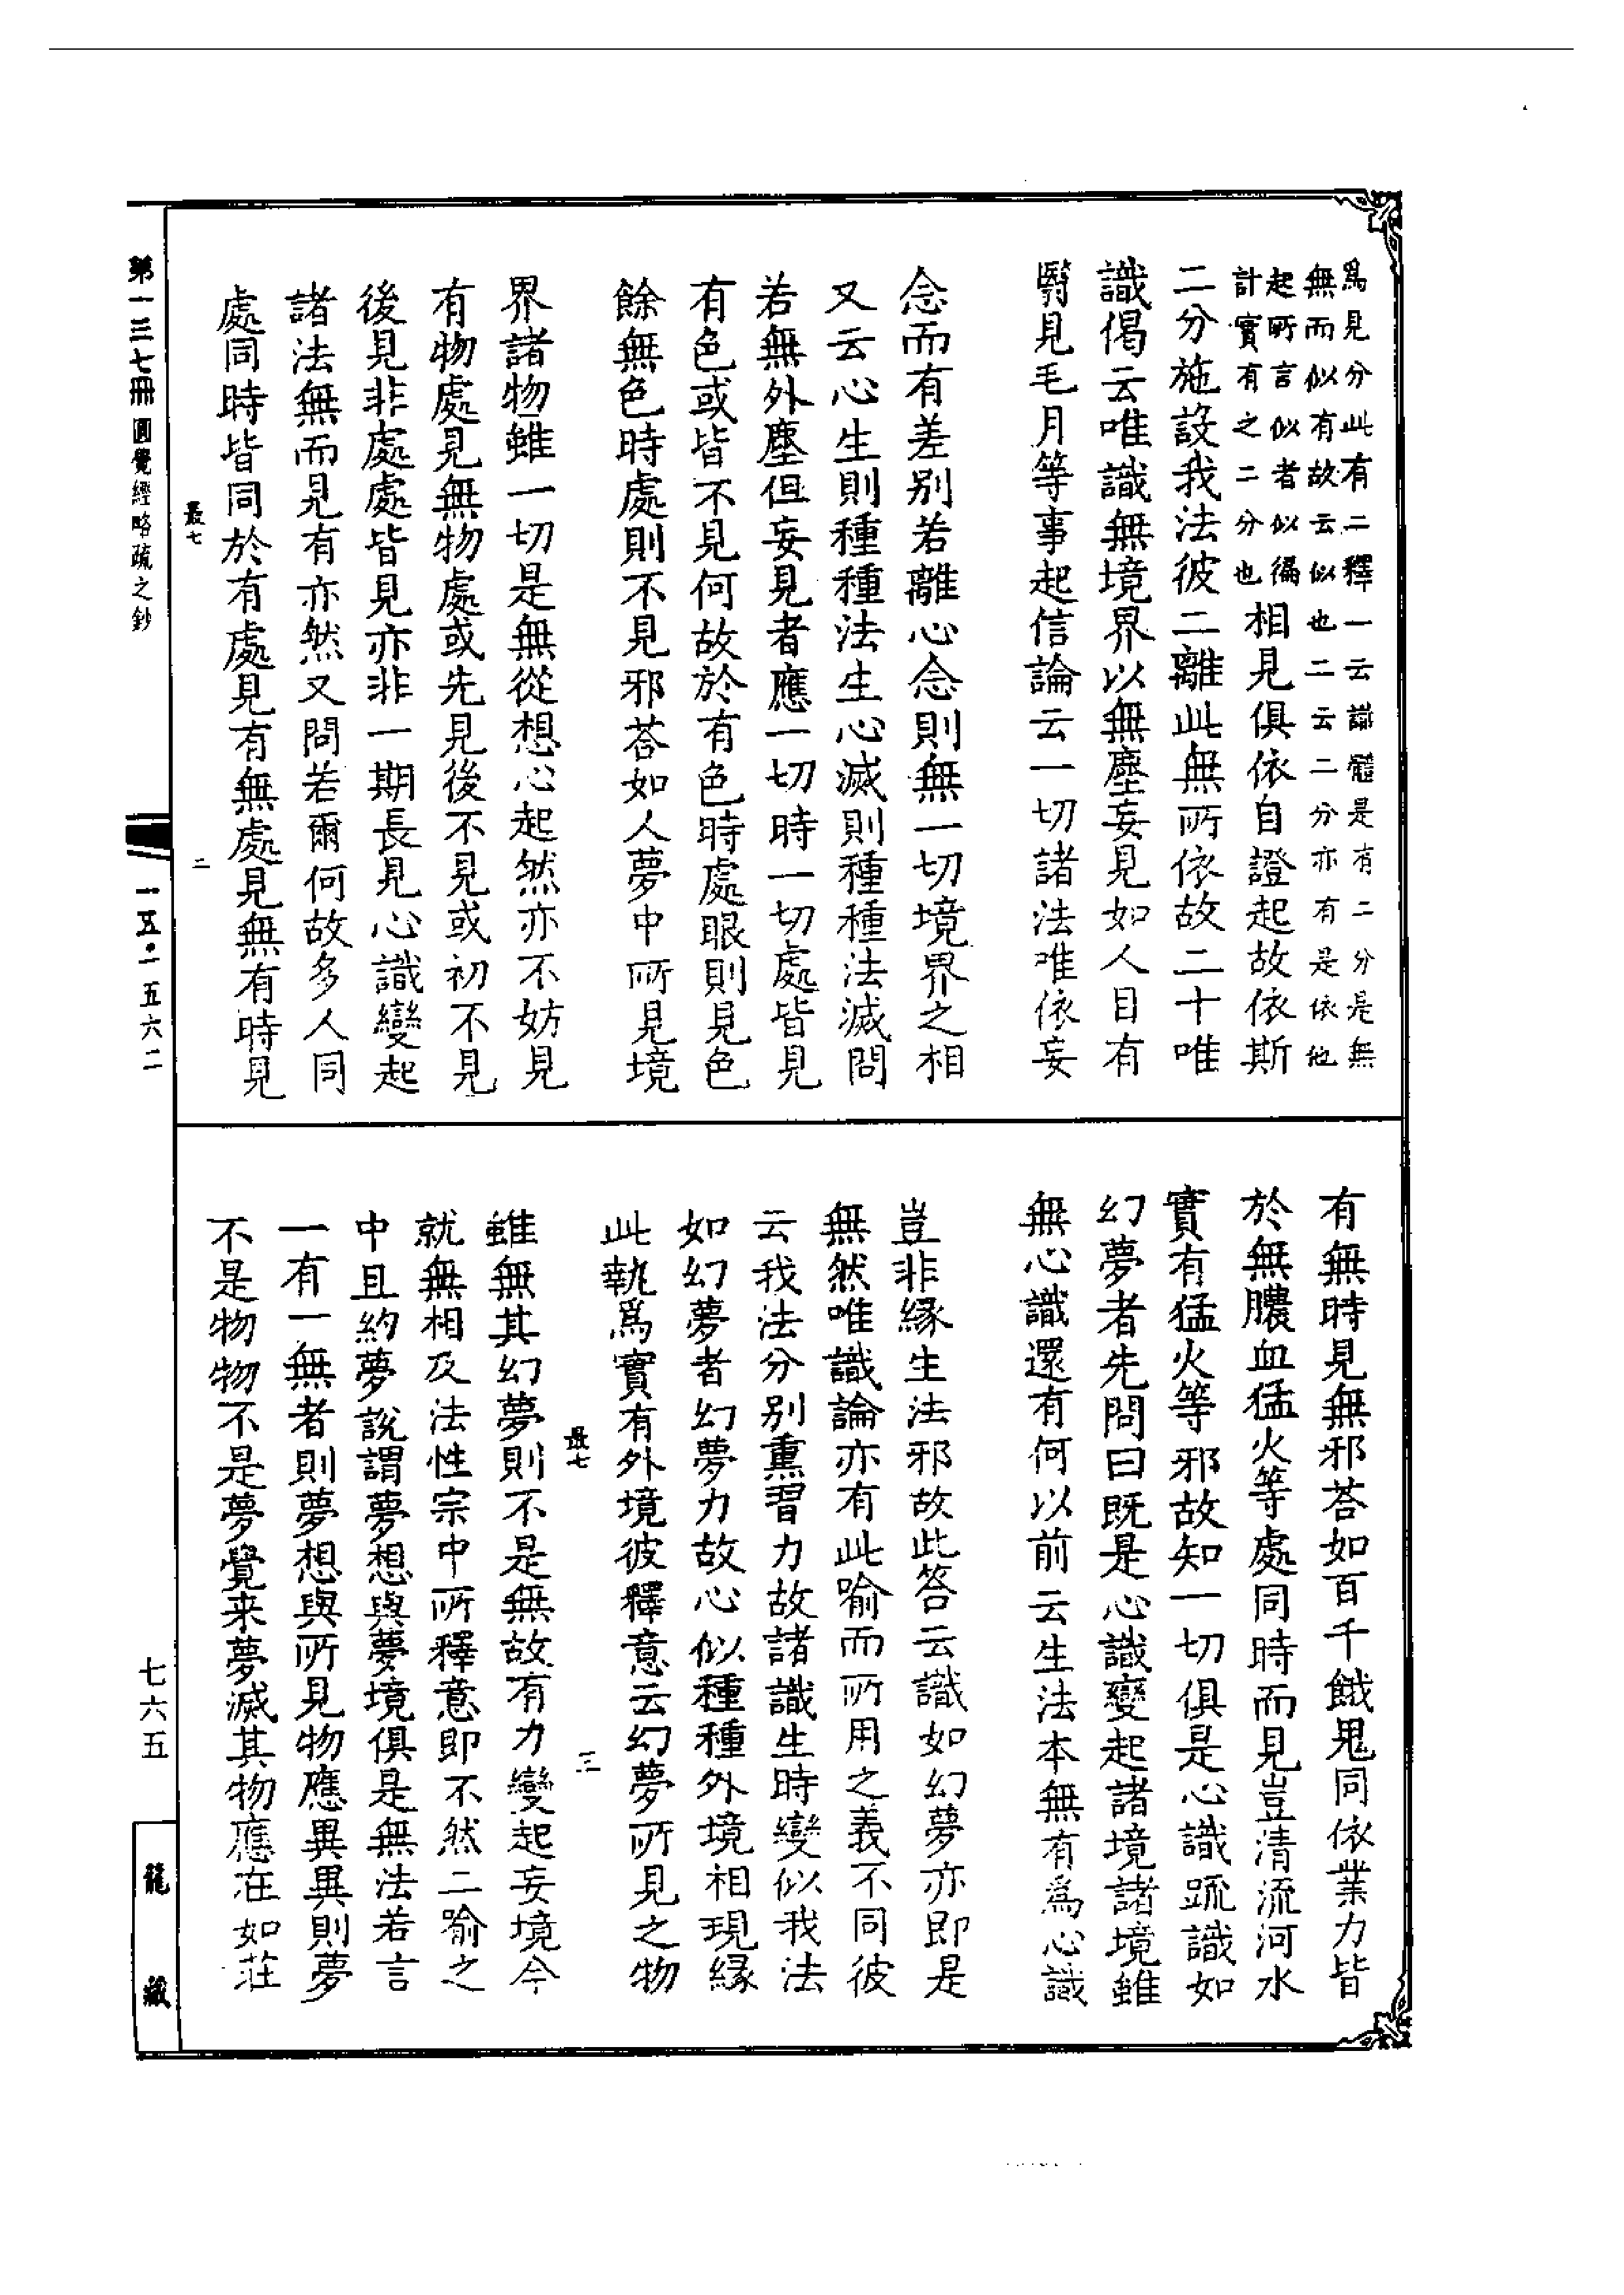 爲見分此有二釋一云識體是有二分是無
無而似有故云似也二云二分亦有是依他
起所言似者似徧
計實有之二分也
相見俱依自證起故依斯
二分施設我法彼二離此無所依故二十唯
識偈云唯識無境界以無塵妄見如人目有
翳見毛月等事起信論云一切諸法唯依妄
念而有差別若離心念則無一切境界之相
又云心生則種種法生心滅則種種法滅問
若無外塵但妄見者應一切時一切處皆見
有色或皆不見何故於有色時處眼則見色
餘無色時處則不見邪荅如人夢中所見境
界諸物雖一切是無從想心起然亦不妨見
有物處見無物處或先見後不見或初不見
後見非處處皆見亦非一期長見心識變起
諸法無而見有亦然又問若爾何故多人同
處同時皆同於有處見有無處見無有時見
最七 二
有無時見無邪荅如百千餓鬼同依業力皆
於無膿血猛火等處同時而見豈清流河水
實有猛火等邪故知一切俱是心識䟽識如
幻夢者先問曰既是心識變起諸境諸境雖
無心識還有何以前云生法本無有爲心識
豈非緣生法邪故此答云識如幻夢亦即是
無然唯識論亦有此喻而所用之義不同彼
云我法分別熏習力故諸識生時變似我法
如幻夢者幻夢力故心似種種外境相現緣
此執爲實有外境彼釋意云幻夢所見之物
最七 三
雖無其幻夢則不是無故有力變起妄境今
就無相及法性宗中所釋意即不然二喻之
中且約夢說謂夢想與夢境俱是無法若言
一有一無者則夢想與所見物應異異則夢
不是物物不是夢覺来夢滅其物應在如莊
第一三七冊 圓覺經略疏之鈔
一五·一五六二
七六五
龍藏